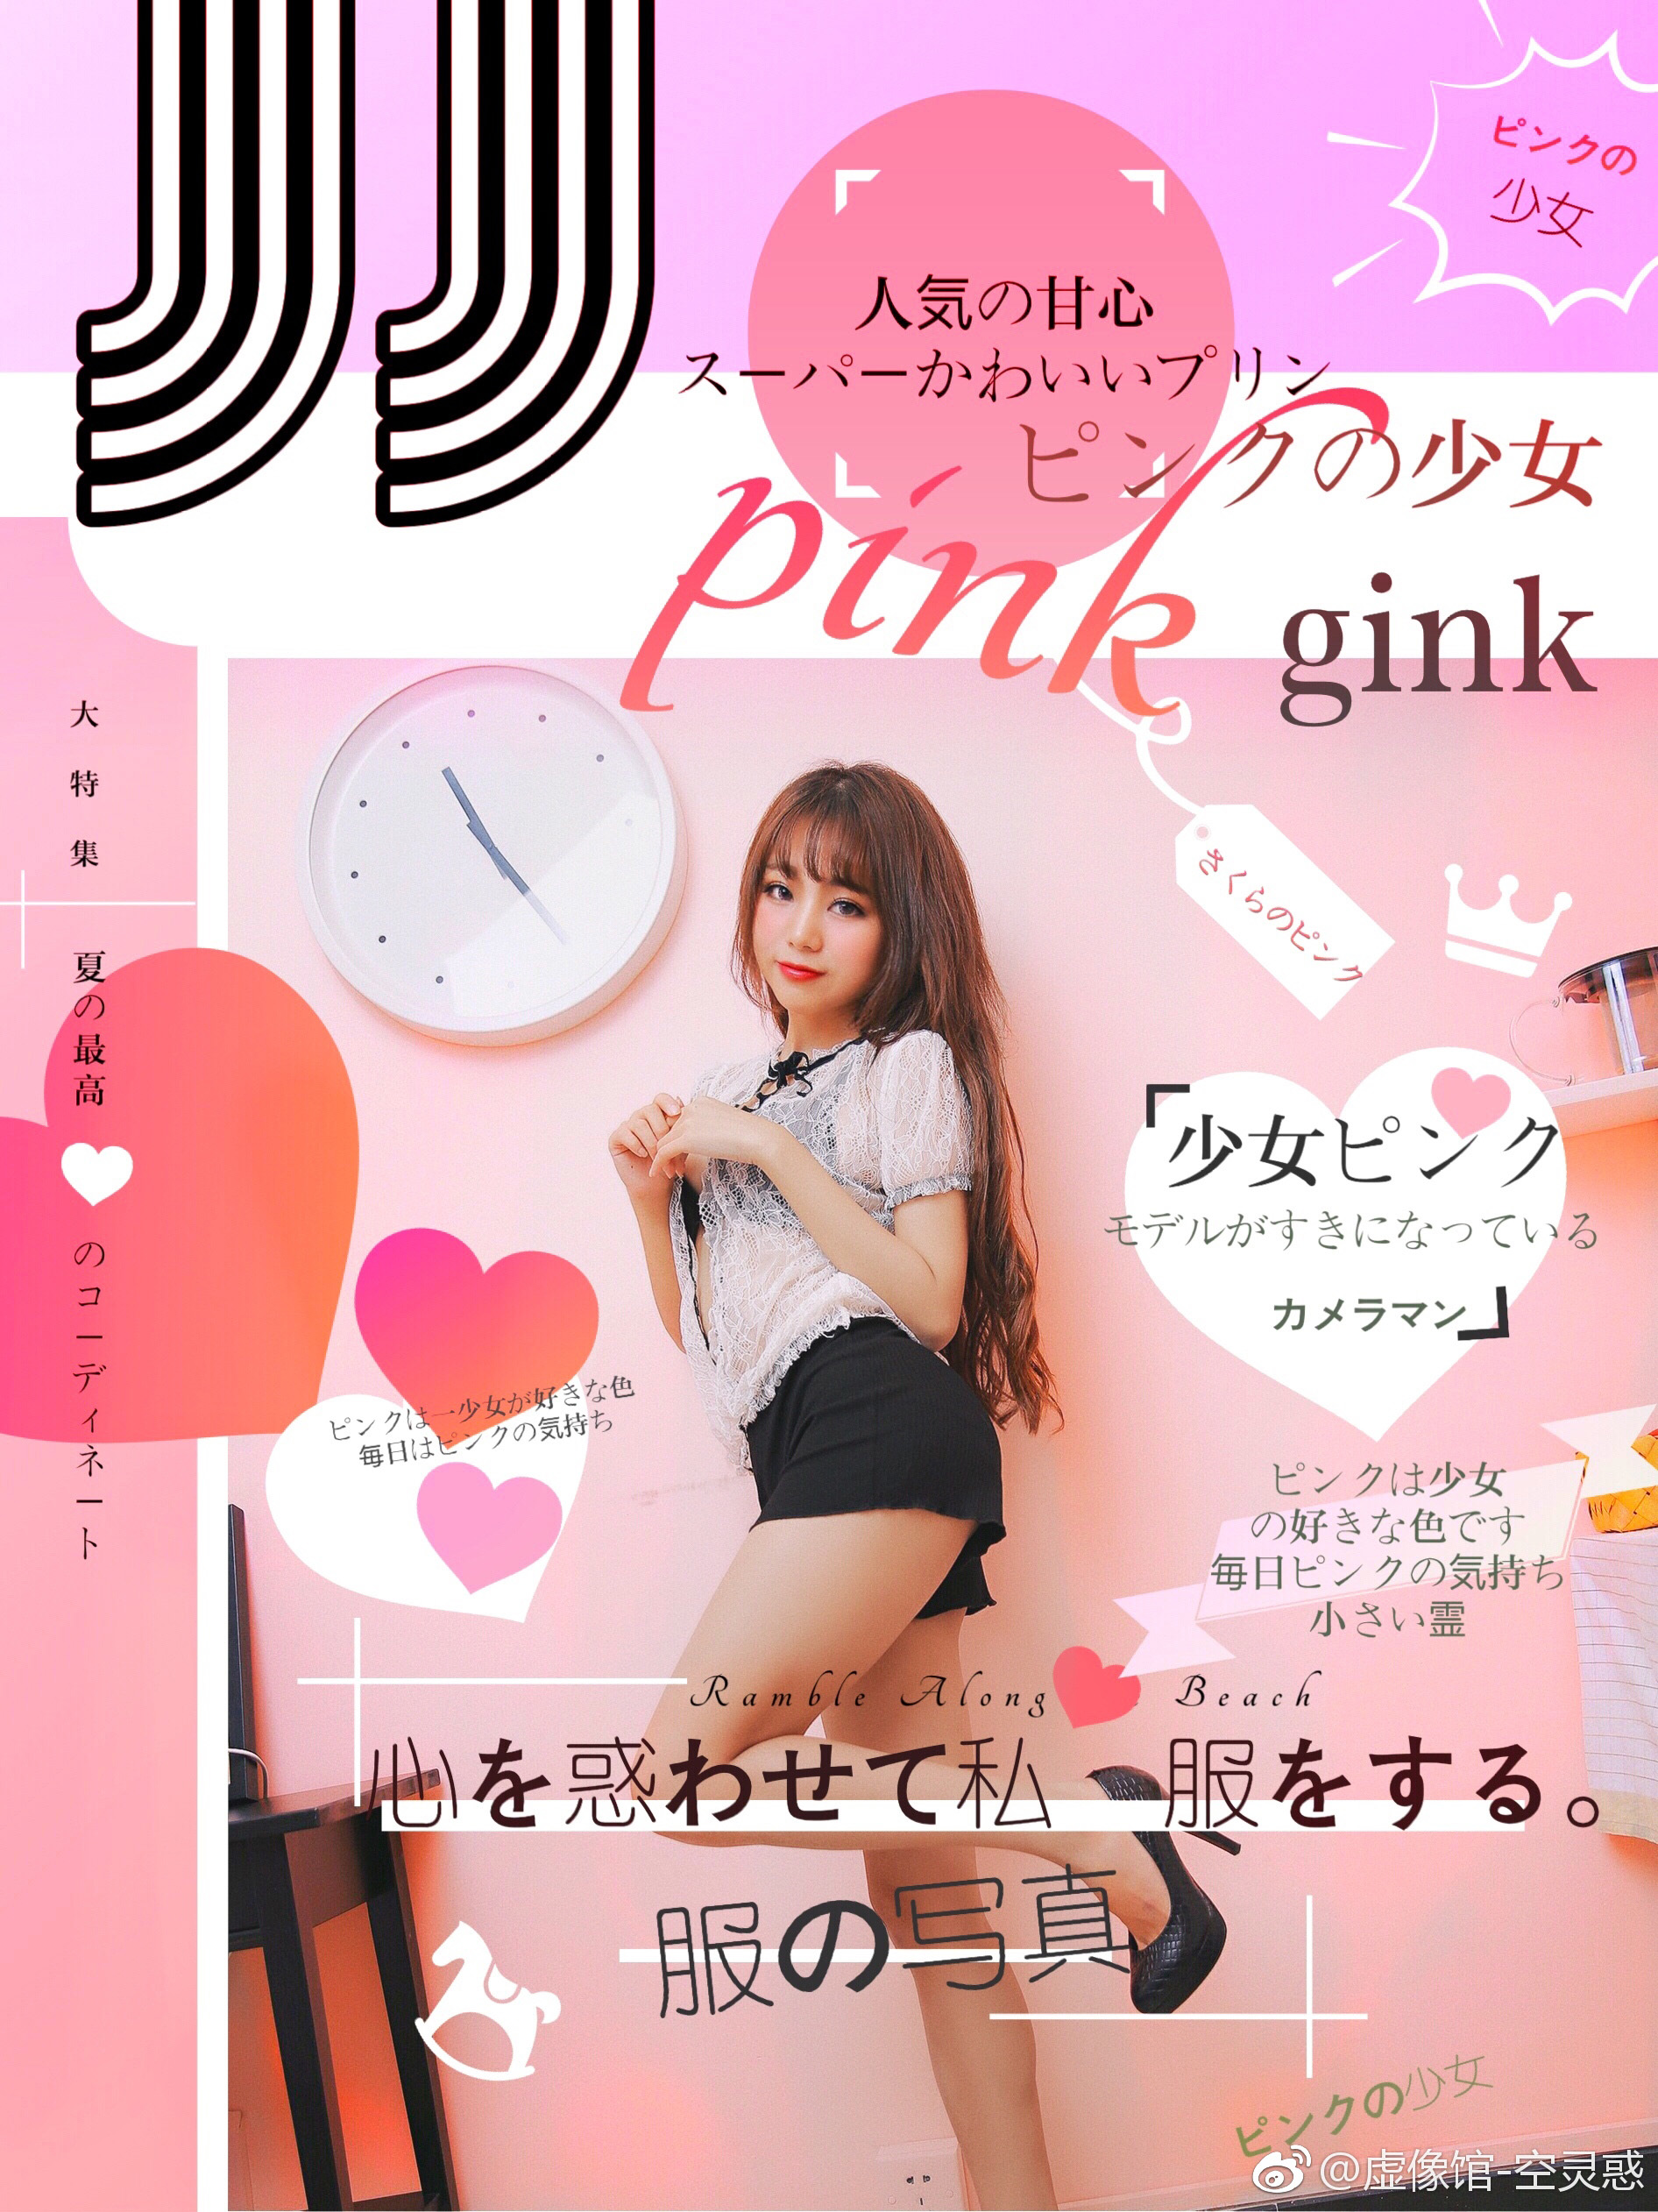 JJ
ピンクの
少女
人気の甘心
スーパーかわいいプリン
ピンクの少女
pink
gink
大特集
夏の最高
のコーディネート
さくらのピンク
「少女ピンク
モデルがすきになっている
カメラマン」
ピンクは一少女が好きな色
毎日はピンクの気持ち
ピンクは少女
の好きな色です
毎日ピンクの気持ち
小さい霊
Ramble Along Beach
心を惑わせて私、服をする。
服の写真
ピンクの少女
@虚像馆-空灵惑